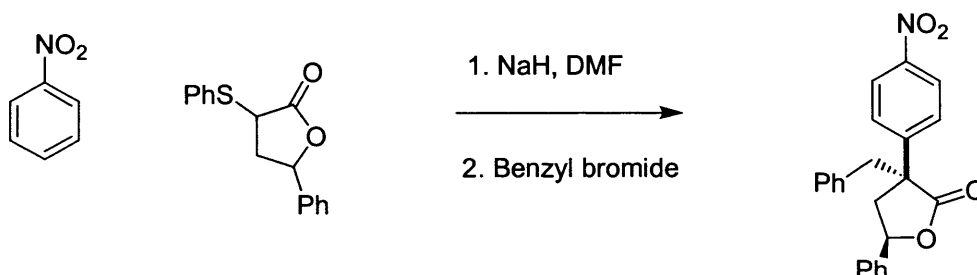 NO₂
PhS
O
O
Ph
1. NaH, DMF
2. Benzyl bromide
NO₂
Ph
O
O
Ph